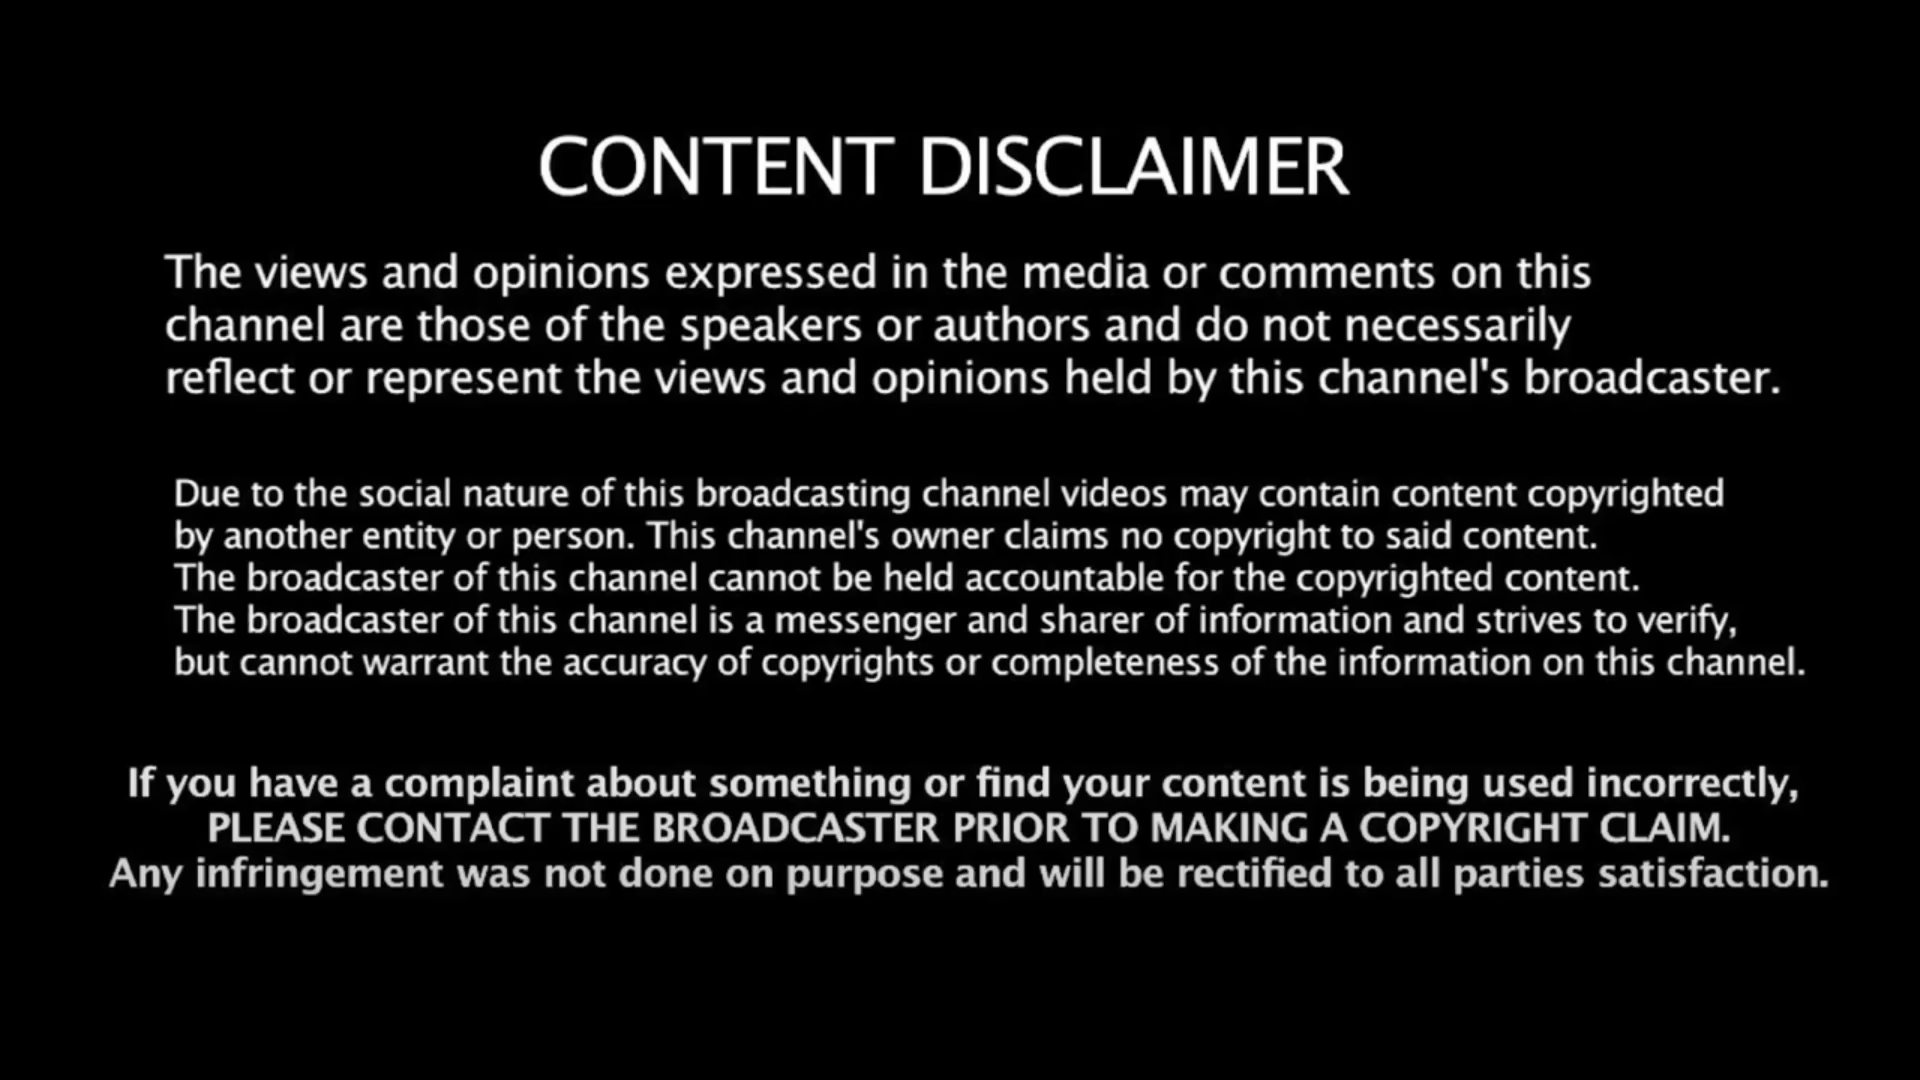 CONTENT DISCLAIMER
The views and opinions expressed in the media or comments on this
channel are those of the speakers or authors and do not necessarily
reflect or represent the views and opinions held by this channel's broadcaster.
Due to the social nature of this broadcasting channel videos may contain content copyrighted
by another entity or person. This channel's owner claims no copyright to said content.
The broadcaster of this channel cannot be held accountable for the copyrighted content.
The broadcaster of this channel is a messenger and sharer of information and strives to verify,
but cannot warrant the accuracy of copyrights or completeness of the information on this channel.
If you have a complaint about something or find your content is being used incorrectly,
PLEASE CONTACT THE BROADCASTER PRIOR TO MAKING A COPYRIGHT CLAIM.
Any infringement was not done on purpose and will be rectified to all parties satisfaction.